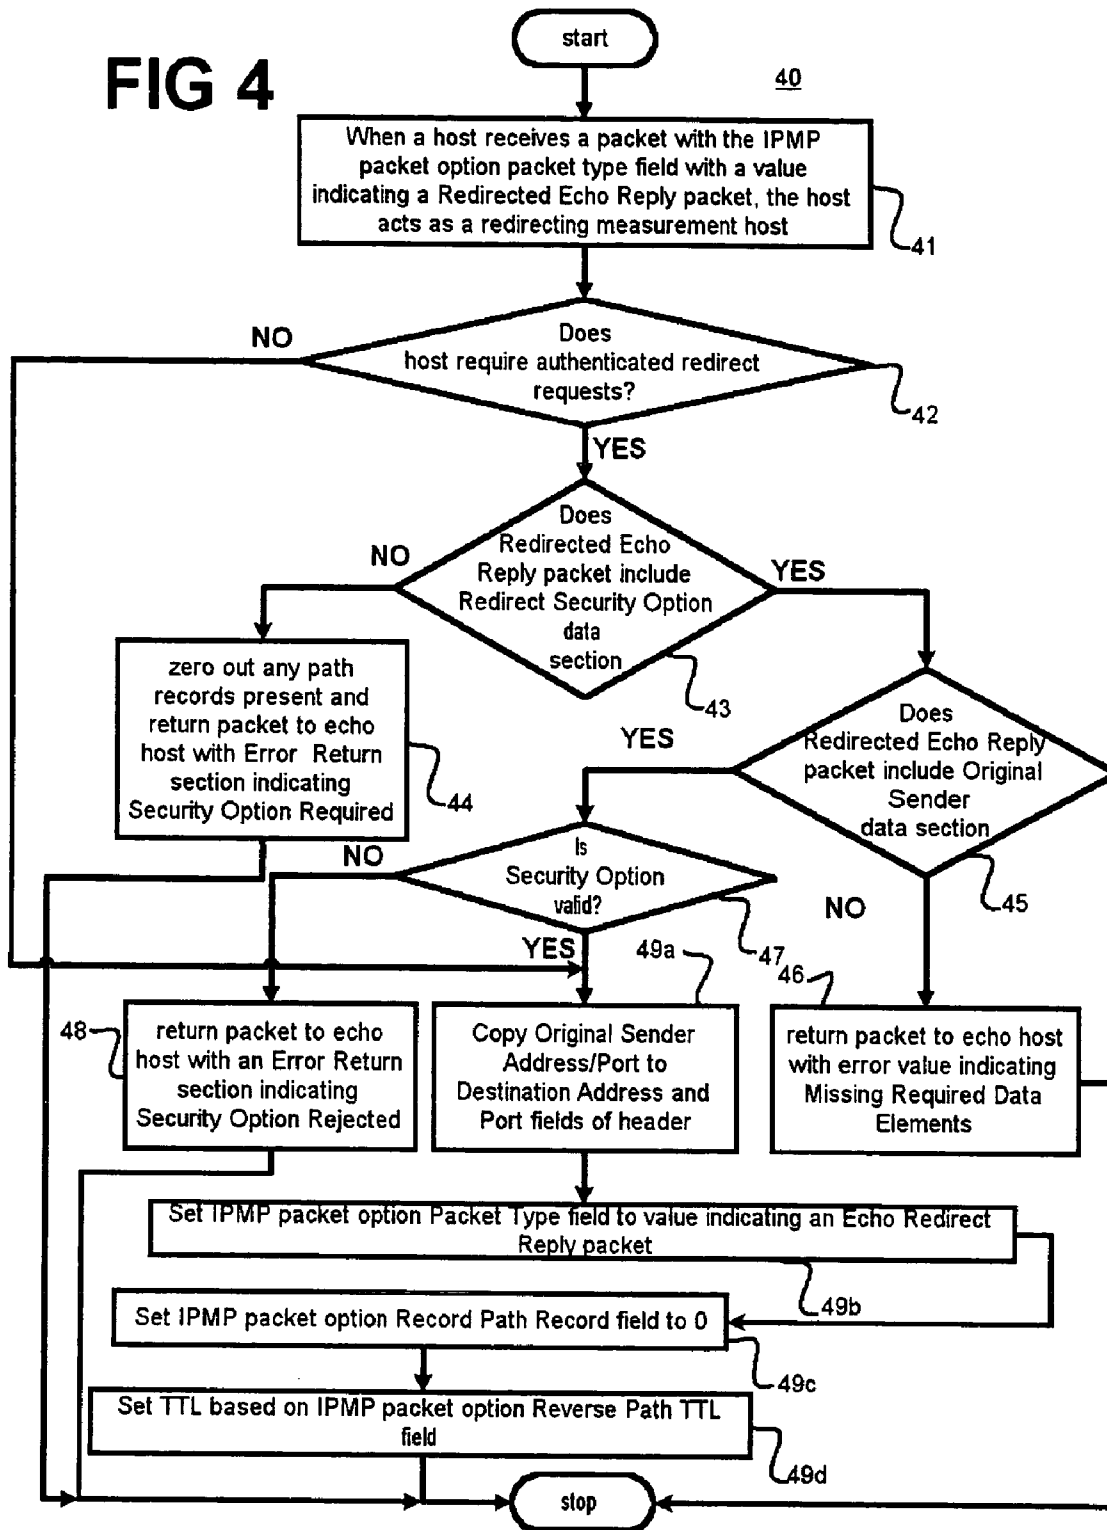 start
FIG 4
40
When a host receives a packet with the IPMP
packet option packet type field with a value
indicating a Redirected Echo Reply packet, the host
acts as a redirecting measurement host
41
NO
Does
host require authenticated redirect
requests?
42
YES
Does
Redirected Echo
Reply packet include
Redirect Security Option
data
section
NO
YES
43
zero out any path
records present and
return packet to echo
host with Error Return
section indicating
Security Option Required
44
YES
Does
Redirected Echo Reply
packet include Original
Sender
data section
45
NO
Is
Security Option
valid?
NO
47
YES
49a
46
48
return packet to echo
host with an Error Return
section indicating
Security Option Rejected
Copy Original Sender
Address/Port to
Destination Address and
Port fields of header
return packet to echo host
with error value indicating
Missing Required Data
Elements
Set IPMP packet option Packet Type field to value indicating an Echo Redirect
Reply packet
49b
Set IPMP packet option Record Path Record field to 0
49c
Set TTL based on IPMP packet option Reverse Path TTL
field
49d
stop